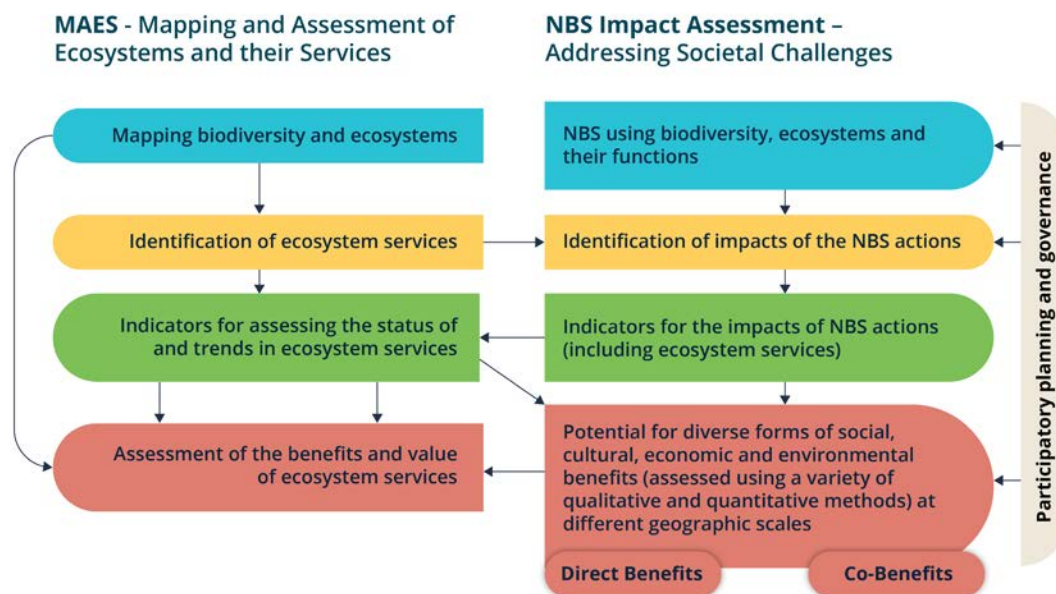 MAES - Mapping and Assessment of
Ecosystems and their Services
NBS Impact Assessment –
Addressing Societal Challenges
Mapping biodiversity and ecosystems
NBS using biodiversity, ecosystems and
their functions
Identification of ecosystem services
Identification of impacts of the NBS actions
Indicators for assessing the status of
and trends in ecosystem services
Indicators for the impacts of NBS actions
(including ecosystem services)
Assessment of the benefits and value
of ecosystem services
Potential for diverse forms of social,
cultural, economic and environmental
benefits (assessed using a variety of
qualitative and quantitative methods) at
different geographic scales
Direct Benefits
Co-Benefits
Participatory planning and governance